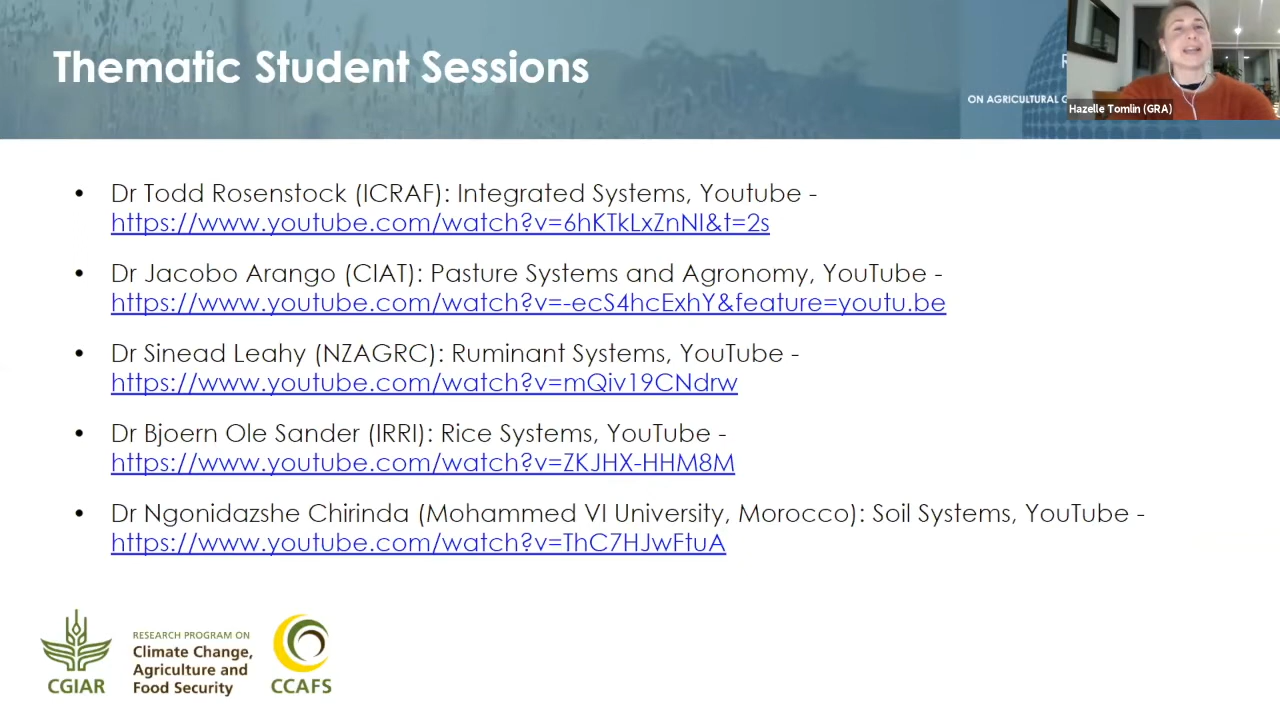 Thematic Student Sessions
R
ON AGRICULTURAL G
Hazelle Tomlin (GRA)
• Dr Todd Rosenstock (ICRAF): Integrated Systems, Youtube -
https://www.youtube.com/watch?v=6hKTkLxZnNI&t=2s
• Dr Jacobo Arango (CIAT): Pasture Systems and Agronomy, YouTube -
https://www.youtube.com/watch?v=-ecS4hcExhY&feature=youtu.be
• Dr Sinead Leahy (NZAGRC): Ruminant Systems, YouTube -
https://www.youtube.com/watch?v=mQiv19CNdrw
• Dr Bjoern Ole Sander (IRRI): Rice Systems, YouTube -
https://www.youtube.com/watch?v=ZKJHX-HHM8M
• Dr Ngonidazshe Chirinda (Mohammed VI University, Morocco): Soil Systems, YouTube -
https://www.youtube.com/watch?v=ThC7HJwFtuA
CGIAR
RESEARCH PROGRAM ON
Climate Change,
Agriculture and
Food Security
CCAFS